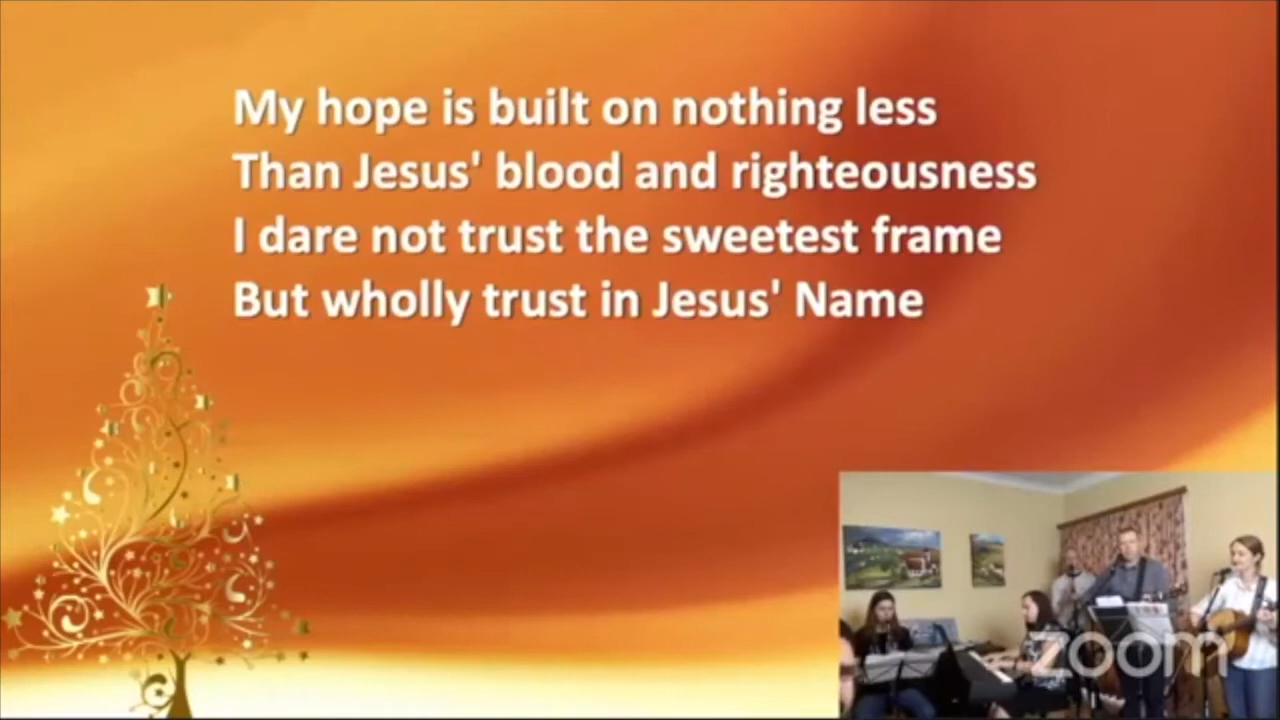 My hope is built on nothing less
Than Jesus' blood and righteousness
I dare not trust the sweetest frame
But wholly trust in Jesus' Name
zoom